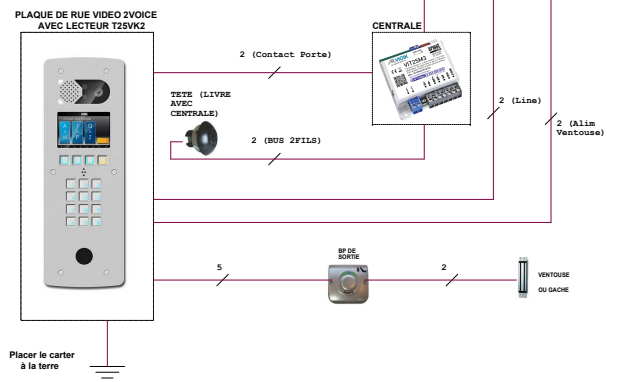 PLAQUE DE RUE VIDEO 2VOICE
AVEC LECTEUR T25VK2
CENTRALE
2 (Contact Porte)
VIT2SM3
TETE (LIVRE
AVEC
CENTRALE)
2 (BUS 2FILS)
2 (Line)
2 (Alim
Ventouse)
BP DE
SORTIE
5
2
VENTOUSE
OU GACHE
Placer le carter
à la terre